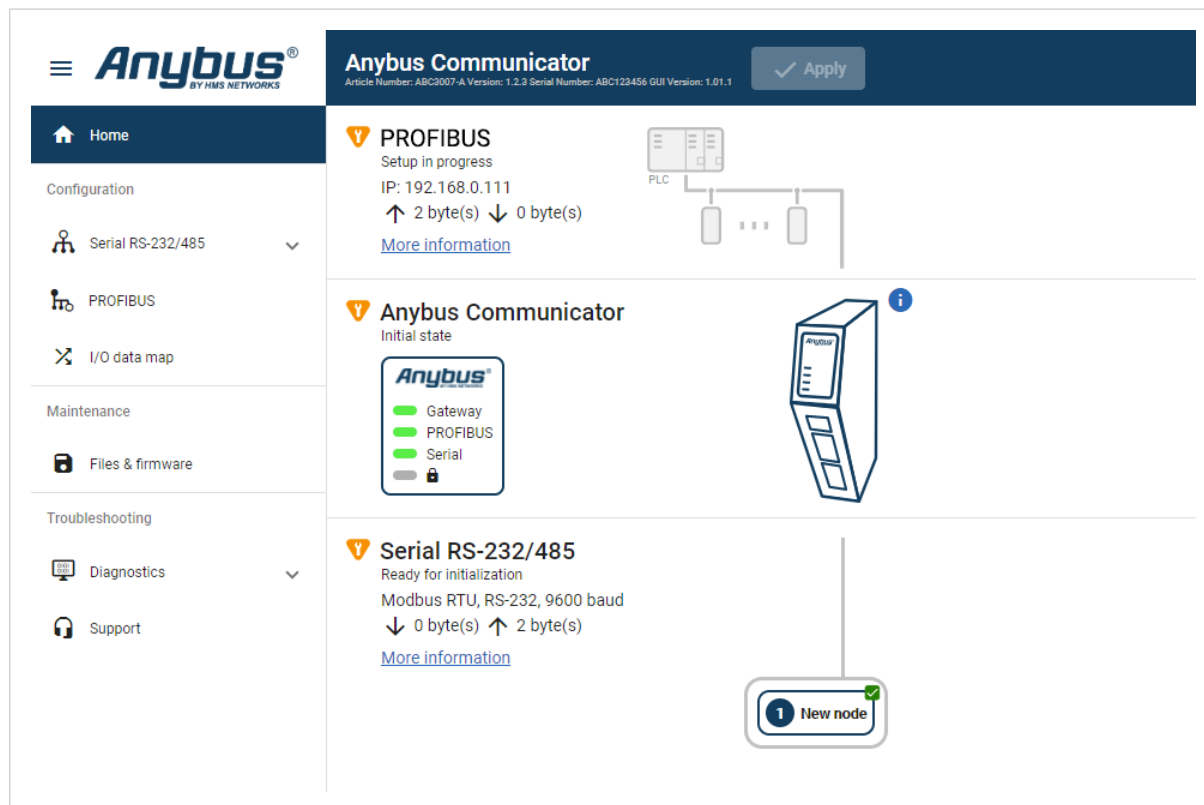 Anybus®
BY HMS NETWORKS
Anybus Communicator
Article Number: ABC3007-A Version: 1.2.3 Serial Number: ABC123456 GUI Version: 1.01.1
Apply
Home
Configuration
Serial RS-232/485
PROFIBUS
I/O data map
Maintenance
Files & firmware
Troubleshooting
Diagnostics
Support
PROFIBUS
Setup in progress
IP: 192.168.0.111
2 byte(s) 0 byte(s)
More information
PLC
Anybus Communicator
Initial state
Anybus®
BY HMS NETWORKS
Gateway
PROFIBUS
Serial
Anybus
i
Serial RS-232/485
Ready for initialization
Modbus RTU, RS-232, 9600 baud
0 byte(s) 2 byte(s)
More information
1 New node